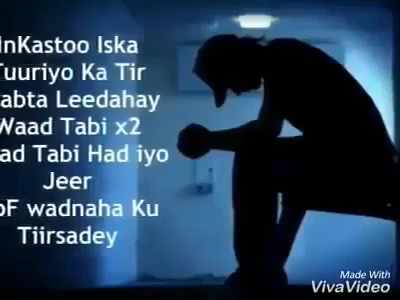 inKastoo Iska
Tuuriyo Ka Tir
abta Leedahay
Waad Tabi x2
ad Tabi Had iyo
Jeer
oF wadnaha Ku
Tiirsadey
Made With
VivaVideo